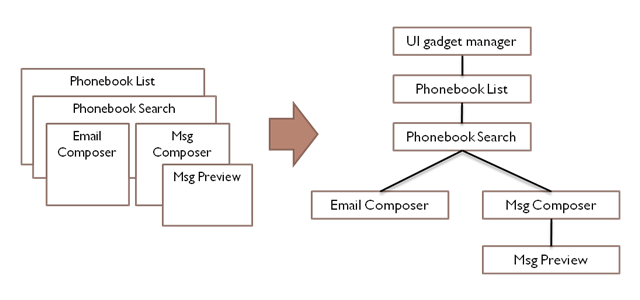 Phonebook List
Phonebook Search
Email
Composer
Msg
Composer
Msg Preview
UI gadget manager
Phonebook List
Phonebook Search
Email Composer
Msg Composer
Msg Preview